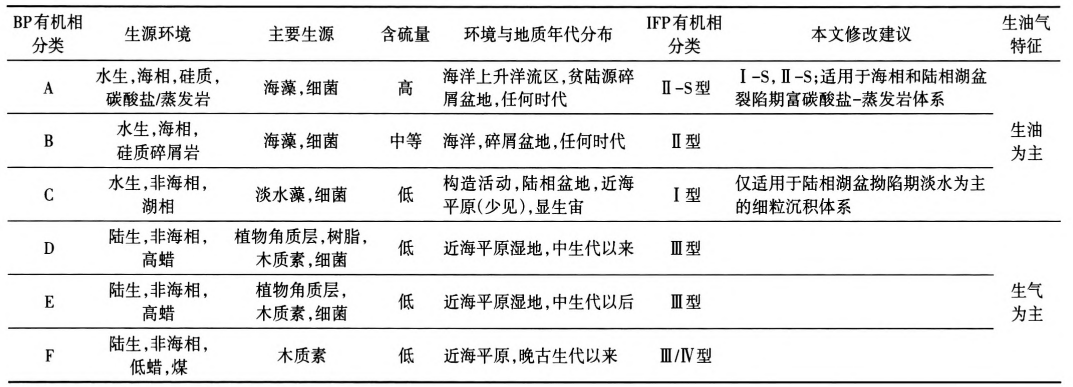 BP有机相分类 生源环境 主要生源 含硫量 环境与地质年代分布 IFP有机相分类 本文修改建议 生油气特征
A 水生,海相,硅质,碳酸盐/蒸发岩 海藻,细菌 高 海洋上升洋流区,贫陆源碎屑盆地,任何时代 Ⅱ-S型 Ⅰ-S,Ⅱ-S;适用于海相和陆相湖盆裂陷期富碳酸盐-蒸发岩体系 生油为主
B 水生,海相,硅质碎屑岩 海藻,细菌 中等 海洋,碎屑盆地,任何时代 Ⅱ型
C 水生,非海相,湖相 淡水藻,细菌 低 构造活动,陆相盆地,近海平原(少见),显生宙 Ⅰ型 仅适用于陆相湖盆拗陷期淡水为主的细粒沉积体系
D 陆生,非海相,高蜡 植物角质层,树脂,木质素,细菌 低 近海平原湿地,中生代以来 Ⅲ型 生气为主
E 陆生,非海相,高蜡 植物角质层,木质素,细菌 低 近海平原湿地,中生代以后 Ⅲ型
F 陆生,非海相,低蜡,煤 木质素 低 近海平原,晚古生代以来 Ⅲ/Ⅳ型